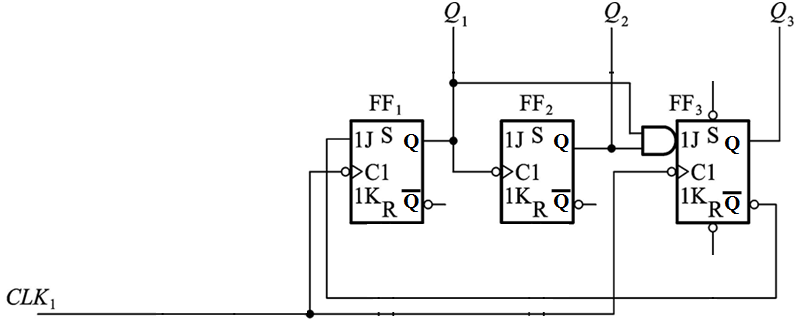 Q₁ Q₂ Q₃
FF₁ FF₂ FF₃
1J S Q 1J S Q 1J S Q
C1 C1 C1
1K R Q̅ 1K R Q̅ 1K R Q̅
CLK₁